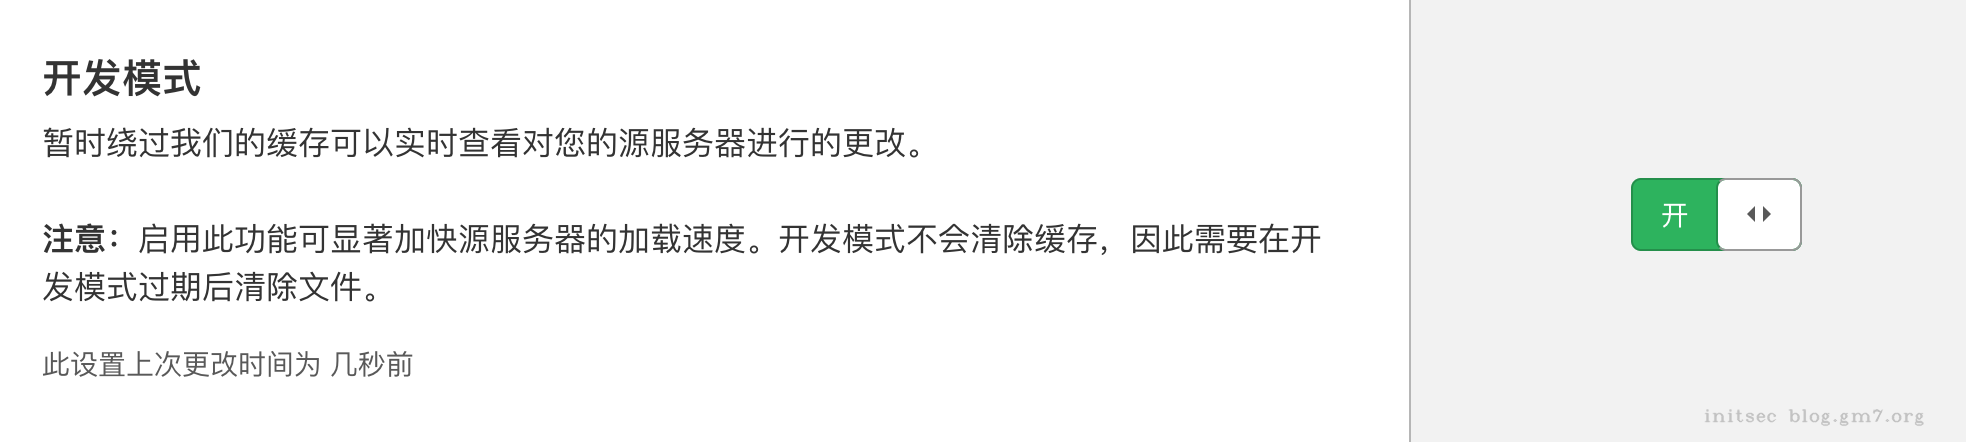 开发模式
暂时绕过我们的缓存可以实时查看对您的源服务器进行的更改。
注意：启用此功能可显著加快源服务器的加载速度。开发模式不会清除缓存，因此需要在开
发模式过期后清除文件。
此设置上次更改时间为 几秒前
开
initsec blog.gm7.org